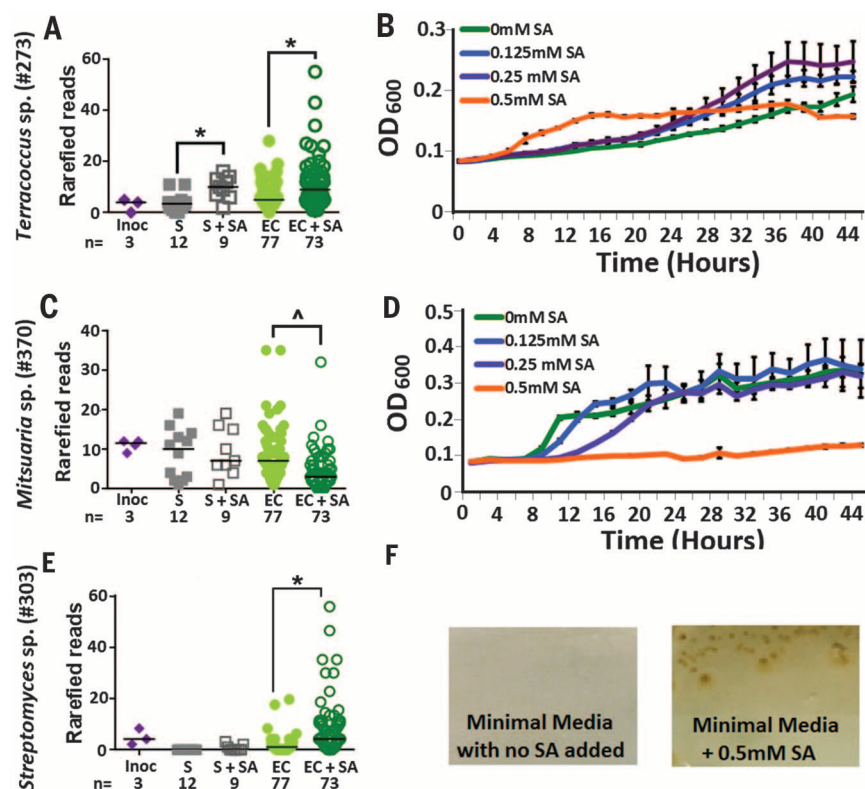 A
Terracoccus sp. (#273)
Rarefied reads
60
40
20
0
*
*
Inoc
S
S + SA
EC
EC + SA
n=
3
12
9
77
73
B
OD600
0.3
0.2
0.1
0
0mM SA
0.125mM SA
0.25 mM SA
0.5mM SA
0 4 8 12 16 20 24 28 32 36 40 44
Time (Hours)
C
Mitsuaria sp. (#370)
Rarefied reads
40
30
20
10
0
^
Inoc
S
S + SA
EC
EC + SA
n=
3
12
9
77
73
D
OD600
0.5
0.4
0.3
0.2
0.1
0
0mM SA
0.125mM SA
0.25 mM SA
0.5mM SA
0 4 8 12 16 20 24 28 32 36 40 44
Time (Hours)
E
Streptomyces sp. (#303)
Rarefied reads
60
40
20
0
*
Inoc
S
S + SA
EC
EC + SA
n=
3
12
9
77
73
F
Minimal Media
with no SA added
Minimal Media
+ 0.5mM SA